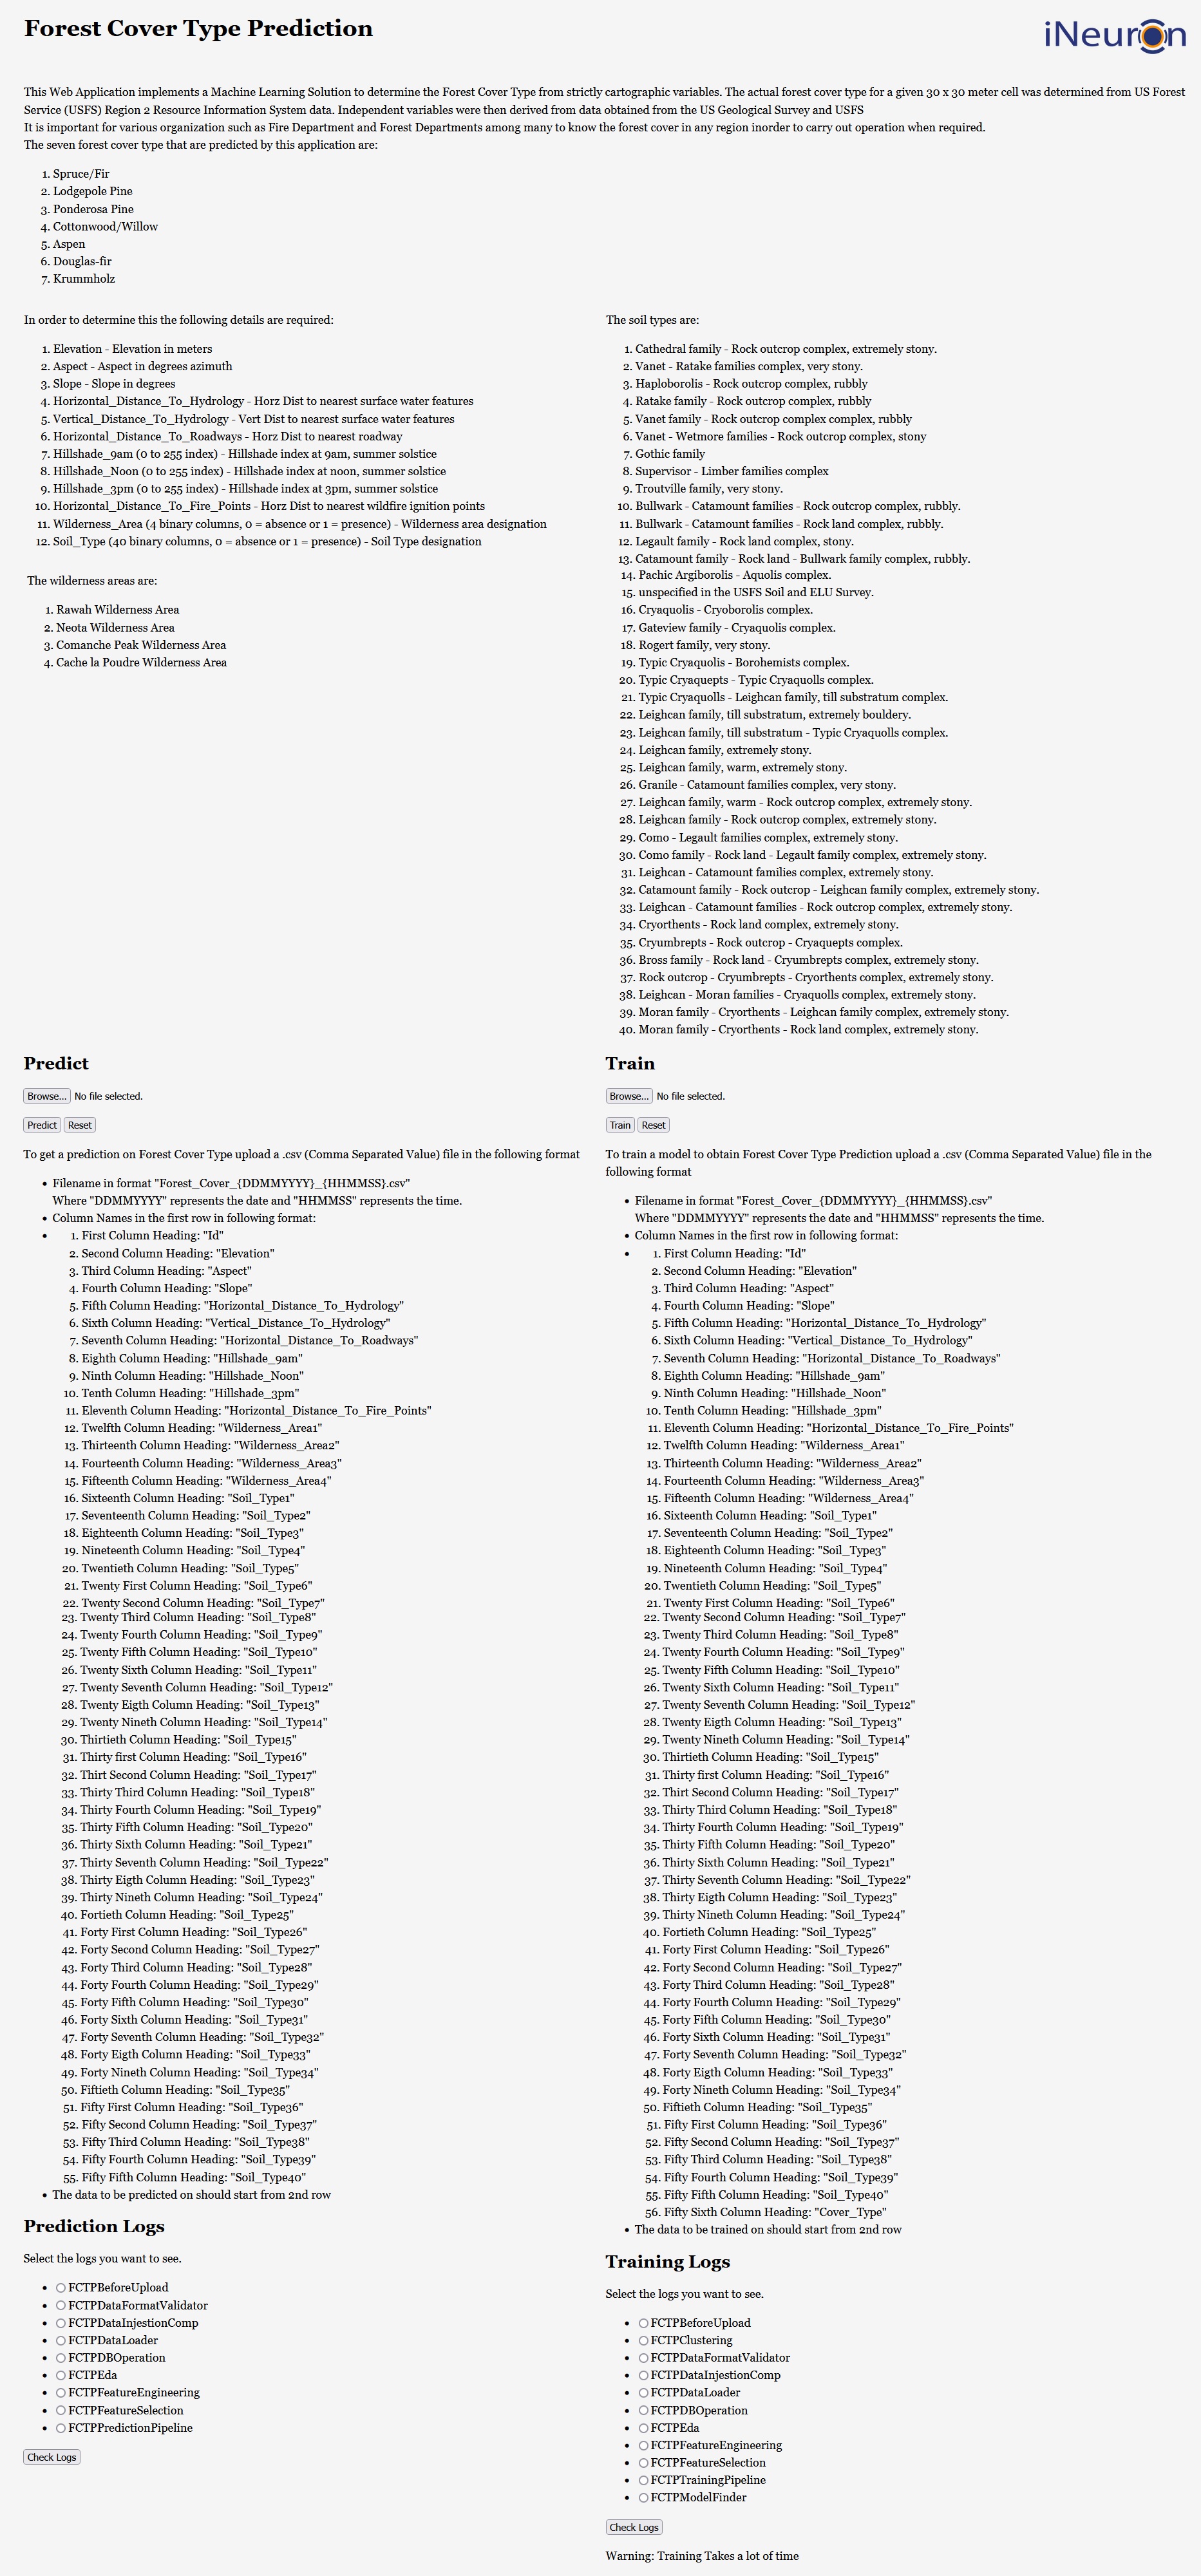 Forest Cover Type Prediction
iNeuron
This Web Application implements a Machine Learning Solution to determine the Forest Cover Type from strictly cartographic variables. The actual forest cover type for a given 30 x 30 meter cell was determined from US Forest
Service (USFS) Region 2 Resource Information System data. Independent variables were then derived from data obtained from the US Geological Survey and USFS
It is important for various organization such as Fire Department and Forest Departments among many to know the forest cover in any region inorder to carry out operation when required.
The seven forest cover type that are predicted by this application are:
1. Spruce/Fir
2. Lodgepole Pine
3. Ponderosa Pine
4. Cottonwood/Willow
5. Aspen
6. Douglas-fir
7. Krummholz
In order to determine this the following details are required:
1. Elevation - Elevation in meters
2. Aspect - Aspect in degrees azimuth
3. Slope - Slope in degrees
4. Horizontal_Distance_To_Hydrology - Horz Dist to nearest surface water features
5. Vertical_Distance_To_Hydrology - Vert Dist to nearest surface water features
6. Horizontal_Distance_To_Roadways - Horz Dist to nearest roadway
7. Hillshade_9am (0 to 255 index) - Hillshade index at 9am, summer solstice
8. Hillshade_Noon (0 to 255 index) - Hillshade index at noon, summer solstice
9. Hillshade_3pm (0 to 255 index) - Hillshade index at 3pm, summer solstice
10. Horizontal_Distance_To_Fire_Points - Horz Dist to nearest wildfire ignition points
11. Wilderness_Area (4 binary columns, 0 = absence or 1 = presence) - Wilderness area designation
12. Soil_Type (40 binary columns, 0 = absence or 1 = presence) - Soil Type designation
The wilderness areas are:
1. Rawah Wilderness Area
2. Neota Wilderness Area
3. Comanche Peak Wilderness Area
4. Cache la Poudre Wilderness Area
The soil types are:
1. Cathedral family - Rock outcrop complex, extremely stony.
2. Vanet - Ratake families complex, very stony.
3. Haploborolis - Rock outcrop complex, rubbly
4. Ratake family - Rock outcrop complex, rubbly
5. Vanet family - Rock outcrop complex complex, rubbly
6. Vanet - Wetmore families - Rock outcrop complex, stony
7. Gothic family
8. Supervisor - Limber families complex
9. Troutville family, very stony.
10. Bullwark - Catamount families - Rock outcrop complex, rubbly.
11. Bullwark - Catamount families - Rock land complex, rubbly.
12. Legault family - Rock land complex, stony.
13. Catamount family - Rock land - Bullwark family complex, rubbly.
14. Pachic Argiborolis - Aquolis complex.
15. unspecified in the USFS Soil and ELU Survey.
16. Cryaquolis - Cryoborolis complex.
17. Gateview family - Cryaquolis complex.
18. Rogert family, very stony.
19. Typic Cryaquolis - Borohemists complex.
20. Typic Cryaquepts - Typic Cryaquolls complex.
21. Typic Cryaquolls - Leighcan family, till substratum complex.
22. Leighcan family, till substratum, extremely bouldery.
23. Leighcan family, till substratum - Typic Cryaquolls complex.
24. Leighcan family, extremely stony.
25. Leighcan family, warm, extremely stony.
26. Granile - Catamount families complex, very stony.
27. Leighcan family, warm - Rock outcrop complex, extremely stony.
28. Leighcan family - Rock outcrop complex, extremely stony.
29. Como - Legault families complex, extremely stony.
30. Como family - Rock land - Legault family complex, extremely stony.
31. Leighcan - Catamount families complex, extremely stony.
32. Catamount family - Rock outcrop - Leighcan family complex, extremely stony.
33. Leighcan - Catamount families - Rock outcrop complex, extremely stony.
34. Cryorthents - Rock land complex, extremely stony.
35. Cryumbrepts - Rock outcrop - Cryaquepts complex.
36. Bross family - Rock land - Cryumbrepts complex, extremely stony.
37. Rock outcrop - Cryumbrepts - Cryorthents complex, extremely stony.
38. Leighcan - Moran families - Cryaquolls complex, extremely stony.
39. Moran family - Cryorthents - Leighcan family complex, extremely stony.
40. Moran family - Cryorthents - Rock land complex, extremely stony.
Predict
Browse... No file selected.
Predict Reset
To get a prediction on Forest Cover Type upload a .csv (Comma Separated Value) file in the following format
• Filename in format "Forest_Cover_{DDMMYYYY}_{HHMMSS}.csv"
Where "DDMMYYYY" represents the date and "HHMMSS" represents the time.
• Column Names in the first row in following format:
• 1. First Column Heading: "Id"
2. Second Column Heading: "Elevation"
3. Third Column Heading: "Aspect"
4. Fourth Column Heading: "Slope"
5. Fifth Column Heading: "Horizontal_Distance_To_Hydrology"
6. Sixth Column Heading: "Vertical_Distance_To_Hydrology"
7. Seventh Column Heading: "Horizontal_Distance_To_Roadways"
8. Eighth Column Heading: "Hillshade_9am"
9. Ninth Column Heading: "Hillshade_Noon"
10. Tenth Column Heading: "Hillshade_3pm"
11. Eleventh Column Heading: "Horizontal_Distance_To_Fire_Points"
12. Twelfth Column Heading: "Wilderness_Area1"
13. Thirteenth Column Heading: "Wilderness_Area2"
14. Fourteenth Column Heading: "Wilderness_Area3"
15. Fifteenth Column Heading: "Wilderness_Area4"
16. Sixteenth Column Heading: "Soil_Type1"
17. Seventeenth Column Heading: "Soil_Type2"
18. Eighteenth Column Heading: "Soil_Type3"
19. Nineteenth Column Heading: "Soil_Type4"
20. Twentieth Column Heading: "Soil_Type5"
21. Twenty First Column Heading: "Soil_Type6"
22. Twenty Second Column Heading: "Soil_Type7"
23. Twenty Third Column Heading: "Soil_Type8"
24. Twenty Fourth Column Heading: "Soil_Type9"
25. Twenty Fifth Column Heading: "Soil_Type10"
26. Twenty Sixth Column Heading: "Soil_Type11"
27. Twenty Seventh Column Heading: "Soil_Type12"
28. Twenty Eigth Column Heading: "Soil_Type13"
29. Twenty Nineth Column Heading: "Soil_Type14"
30. Thirtieth Column Heading: "Soil_Type15"
31. Thirty first Column Heading: "Soil_Type16"
32. Thirt Second Column Heading: "Soil_Type17"
33. Thirty Third Column Heading: "Soil_Type18"
34. Thirty Fourth Column Heading: "Soil_Type19"
35. Thirty Fifth Column Heading: "Soil_Type20"
36. Thirty Sixth Column Heading: "Soil_Type21"
37. Thirty Seventh Column Heading: "Soil_Type22"
38. Thirty Eigth Column Heading: "Soil_Type23"
39. Thirty Nineth Column Heading: "Soil_Type24"
40. Fortieth Column Heading: "Soil_Type25"
41. Forty First Column Heading: "Soil_Type26"
42. Forty Second Column Heading: "Soil_Type27"
43. Forty Third Column Heading: "Soil_Type28"
44. Forty Fourth Column Heading: "Soil_Type29"
45. Forty Fifth Column Heading: "Soil_Type30"
46. Forty Sixth Column Heading: "Soil_Type31"
47. Forty Seventh Column Heading: "Soil_Type32"
48. Forty Eigth Column Heading: "Soil_Type33"
49. Forty Nineth Column Heading: "Soil_Type34"
50. Fiftieth Column Heading: "Soil_Type35"
51. Fifty First Column Heading: "Soil_Type36"
52. Fifty Second Column Heading: "Soil_Type37"
53. Fifty Third Column Heading: "Soil_Type38"
54. Fifty Fourth Column Heading: "Soil_Type39"
55. Fifty Fifth Column Heading: "Soil_Type40"
• The data to be predicted on should start from 2nd row
Prediction Logs
Select the logs you want to see.
• FCTPBeforeUpload
• FCTPDataFormatValidator
• FCTPDataInjestionComp
• FCTPDataLoader
• FCTPDBOperation
• FCTPEda
• FCTPFeatureEngineering
• FCTPFeatureSelection
• FCTPPredictionPipeline
Check Logs
Train
Browse... No file selected.
Train Reset
To train a model to obtain Forest Cover Type Prediction upload a .csv (Comma Separated Value) file in the
following format
• Filename in format "Forest_Cover_{DDMMYYYY}_{HHMMSS}.csv"
Where "DDMMYYYY" represents the date and "HHMMSS" represents the time.
• Column Names in the first row in following format:
• 1. First Column Heading: "Id"
2. Second Column Heading: "Elevation"
3. Third Column Heading: "Aspect"
4. Fourth Column Heading: "Slope"
5. Fifth Column Heading: "Horizontal_Distance_To_Hydrology"
6. Sixth Column Heading: "Vertical_Distance_To_Hydrology"
7. Seventh Column Heading: "Horizontal_Distance_To_Roadways"
8. Eighth Column Heading: "Hillshade_9am"
9. Ninth Column Heading: "Hillshade_Noon"
10. Tenth Column Heading: "Hillshade_3pm"
11. Eleventh Column Heading: "Horizontal_Distance_To_Fire_Points"
12. Twelfth Column Heading: "Wilderness_Area1"
13. Thirteenth Column Heading: "Wilderness_Area2"
14. Fourteenth Column Heading: "Wilderness_Area3"
15. Fifteenth Column Heading: "Wilderness_Area4"
16. Sixteenth Column Heading: "Soil_Type1"
17. Seventeenth Column Heading: "Soil_Type2"
18. Eighteenth Column Heading: "Soil_Type3"
19. Nineteenth Column Heading: "Soil_Type4"
20. Twentieth Column Heading: "Soil_Type5"
21. Twenty First Column Heading: "Soil_Type6"
22. Twenty Second Column Heading: "Soil_Type7"
23. Twenty Third Column Heading: "Soil_Type8"
24. Twenty Fourth Column Heading: "Soil_Type9"
25. Twenty Fifth Column Heading: "Soil_Type10"
26. Twenty Sixth Column Heading: "Soil_Type11"
27. Twenty Seventh Column Heading: "Soil_Type12"
28. Twenty Eigth Column Heading: "Soil_Type13"
29. Twenty Nineth Column Heading: "Soil_Type14"
30. Thirtieth Column Heading: "Soil_Type15"
31. Thirty first Column Heading: "Soil_Type16"
32. Thirt Second Column Heading: "Soil_Type17"
33. Thirty Third Column Heading: "Soil_Type18"
34. Thirty Fourth Column Heading: "Soil_Type19"
35. Thirty Fifth Column Heading: "Soil_Type20"
36. Thirty Sixth Column Heading: "Soil_Type21"
37. Thirty Seventh Column Heading: "Soil_Type22"
38. Thirty Eigth Column Heading: "Soil_Type23"
39. Thirty Nineth Column Heading: "Soil_Type24"
40. Fortieth Column Heading: "Soil_Type25"
41. Forty First Column Heading: "Soil_Type26"
42. Forty Second Column Heading: "Soil_Type27"
43. Forty Third Column Heading: "Soil_Type28"
44. Forty Fourth Column Heading: "Soil_Type29"
45. Forty Fifth Column Heading: "Soil_Type30"
46. Forty Sixth Column Heading: "Soil_Type31"
47. Forty Seventh Column Heading: "Soil_Type32"
48. Forty Eigth Column Heading: "Soil_Type33"
49. Forty Nineth Column Heading: "Soil_Type34"
50. Fiftieth Column Heading: "Soil_Type35"
51. Fifty First Column Heading: "Soil_Type36"
52. Fifty Second Column Heading: "Soil_Type37"
53. Fifty Third Column Heading: "Soil_Type38"
54. Fifty Fourth Column Heading: "Soil_Type39"
55. Fifty Fifth Column Heading: "Soil_Type40"
56. Fifty Sixth Column Heading: "Cover_Type"
• The data to be trained on should start from 2nd row
Training Logs
Select the logs you want to see.
• FCTPBeforeUpload
• FCTPClustering
• FCTPDataFormatValidator
• FCTPDataInjestionComp
• FCTPDataLoader
• FCTPDBOperation
• FCTPEda
• FCTPFeatureEngineering
• FCTPFeatureSelection
• FCTPTrainingPipeline
• FCTPModelFinder
Check Logs
Warning: Training Takes a lot of time